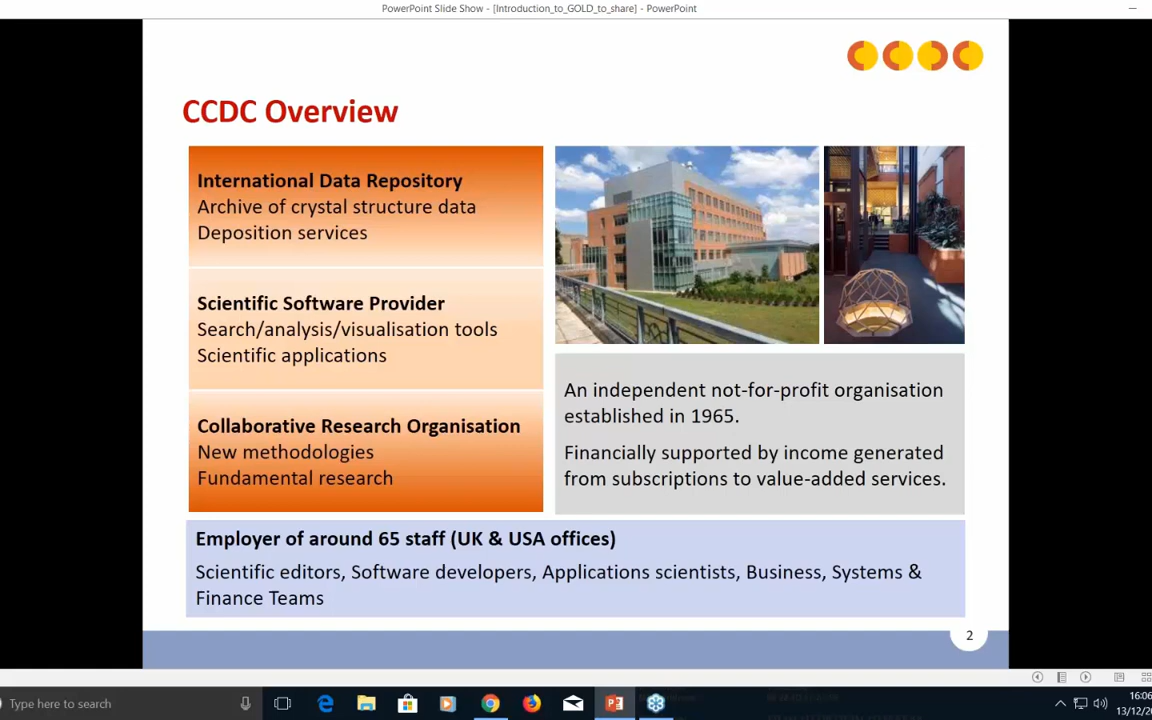 PowerPoint Slide Show - [Introduction_to_GOLD_to_share] - PowerPoint
CCDC Overview
International Data Repository
Archive of crystal structure data
Deposition services
Scientific Software Provider
Search/analysis/visualisation tools
Scientific applications
Collaborative Research Organisation
New methodologies
Fundamental research
An independent not-for-profit organisation
established in 1965.
Financially supported by income generated
from subscriptions to value-added services.
Employer of around 65 staff (UK & USA offices)
Scientific editors, Software developers, Applications scientists, Business, Systems &
Finance Teams
2
Type here to search
16:06
13/12/20